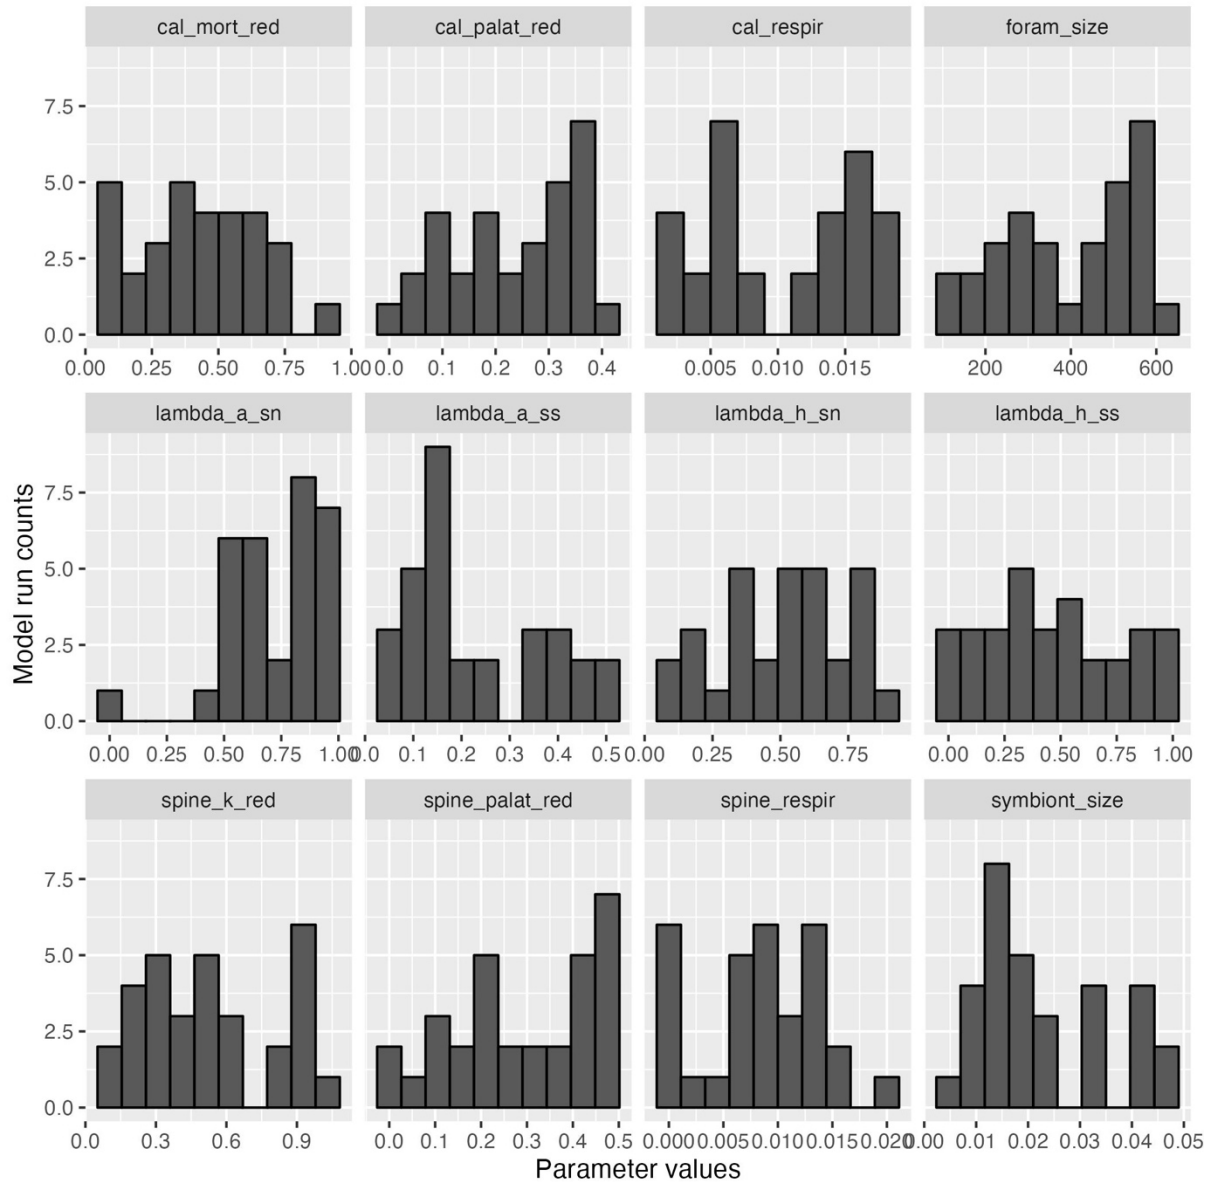 cal_mort_red cal_palat_red cal_respir foram_size
7.5
5.0
2.5
0.0
0.00 0.25 0.50 0.75 1.00 0.0 0.1 0.2 0.3 0.4 0.005 0.010 0.015 200 400 600
lambda_a_sn lambda_a_ss lambda_h_sn lambda_h_ss
7.5
5.0
2.5
0.0
0.00 0.25 0.50 0.75 1.00 0.0 0.1 0.2 0.3 0.4 0.5 0.00 0.25 0.50 0.75 0.00 0.25 0.50 0.75 1.00
spine_k_red spine_palat_red spine_respir symbiont_size
7.5
5.0
2.5
0.0
0.0 0.3 0.6 0.9 0.0 0.1 0.2 0.3 0.4 0.5 0.000 0.005 0.010 0.015 0.020 0.00 0.01 0.02 0.03 0.04 0.05
Model run counts
Parameter values